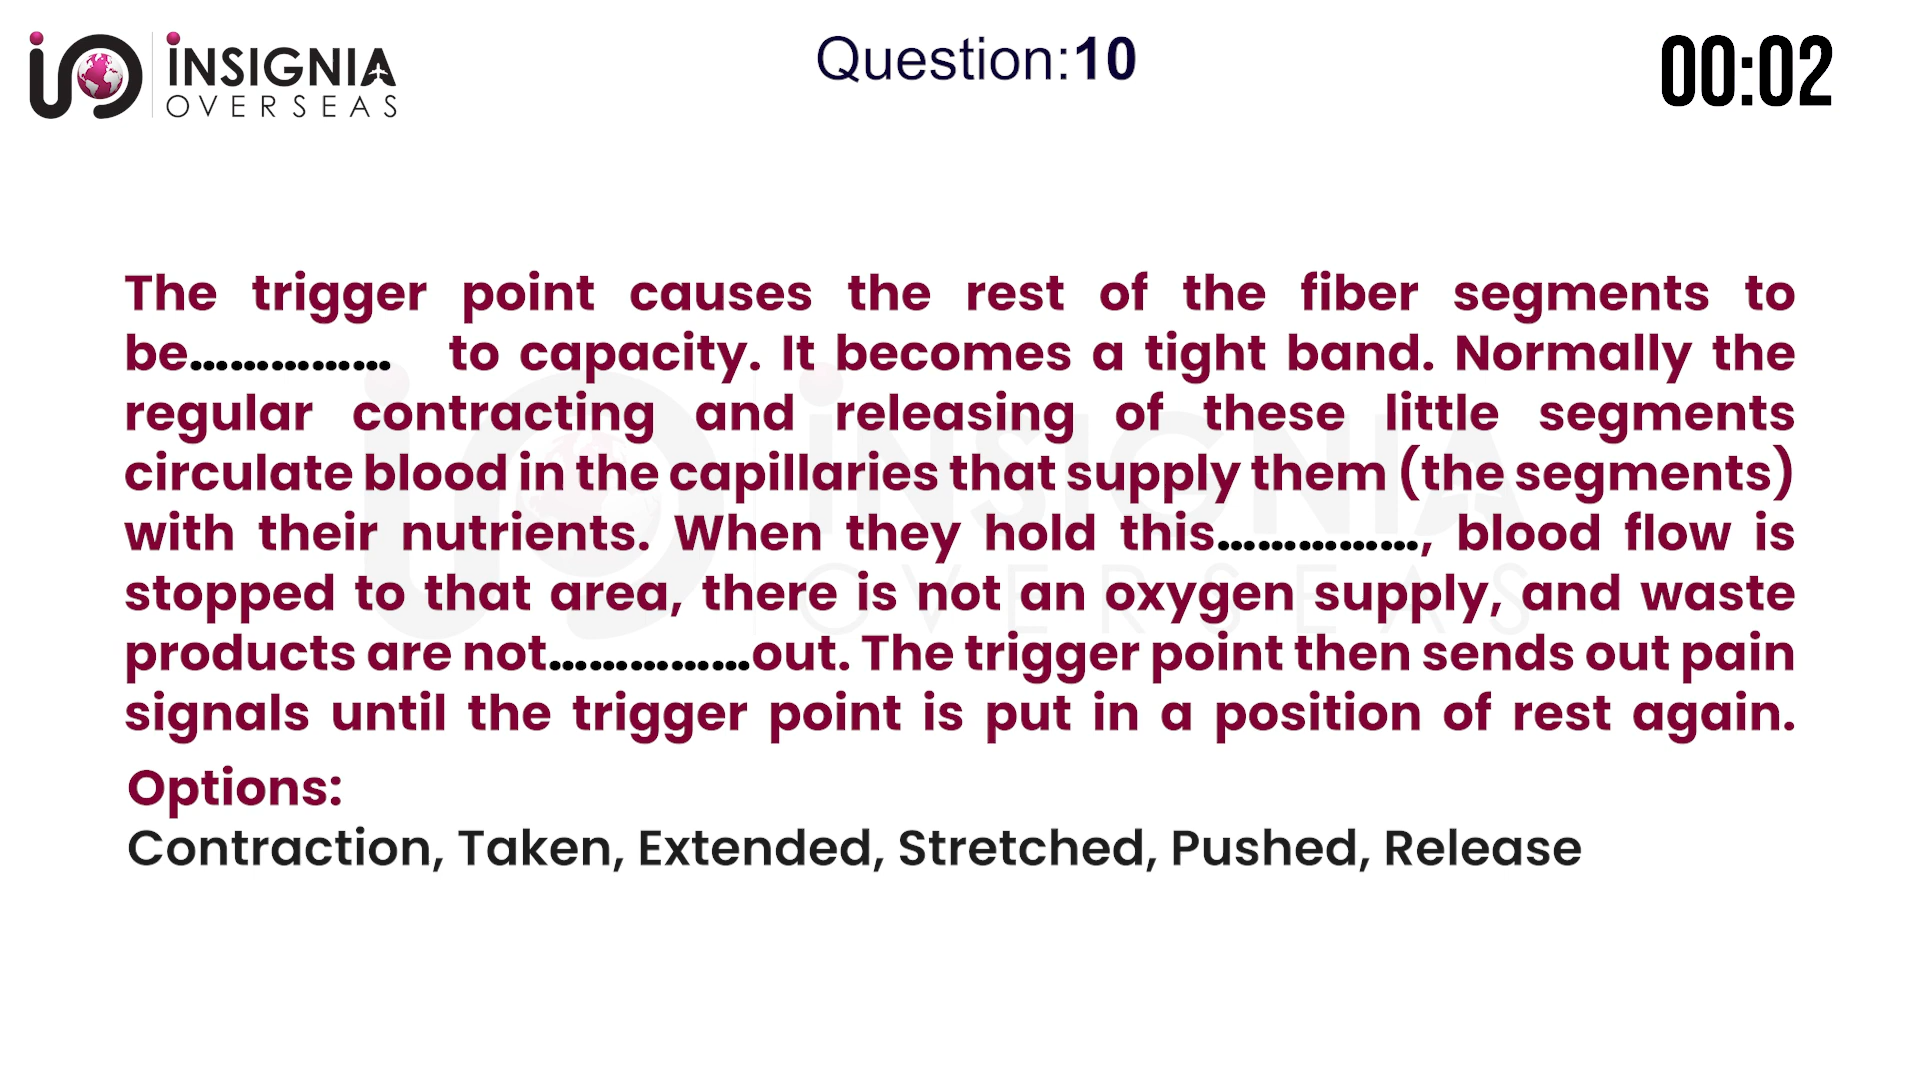 INSIGNIA
OVERSEAS
Question:10
00:02
The trigger point causes the rest of the fiber segments to
be............... to capacity. It becomes a tight band. Normally the
regular contracting and releasing of these little segments
circulate blood in the capillaries that supply them (the segments)
with their nutrients. When they hold this..............., blood flow is
stopped to that area, there is not an oxygen supply, and waste
products are not...............out. The trigger point then sends out pain
signals until the trigger point is put in a position of rest again.
Options:
Contraction, Taken, Extended, Stretched, Pushed, Release